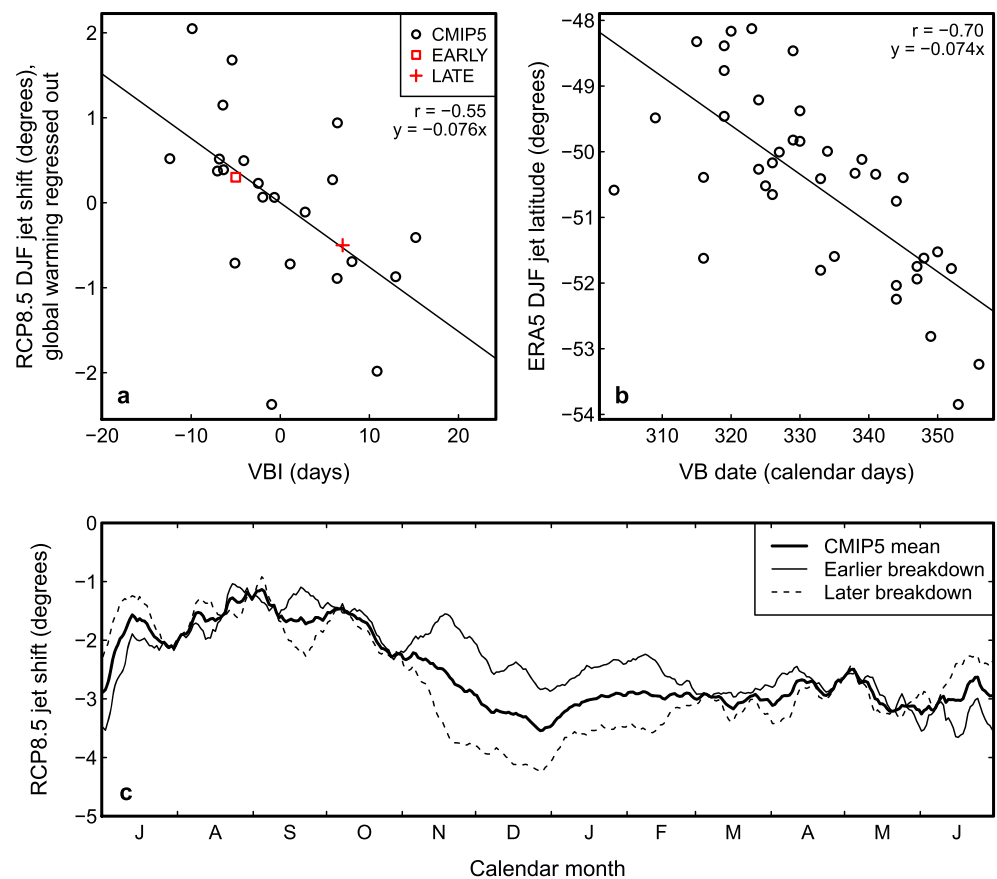 RCP8.5 DJF jet shift (degrees),
global warming regressed out
2
1
0
−1
−2
CMIP5
EARLY
LATE
r = −0.55
y = −0.076x
a
−20
−10
0
10
20
VBI (days)
ERA5 DJF jet latitude (degrees)
−48
−49
−50
−51
−52
−53
−54
r = −0.70
y = −0.074x
b
310
320
330
340
350
VB date (calendar days)
RCP8.5 jet shift (degrees)
0
−1
−2
−3
−4
−5
CMIP5 mean
Earlier breakdown
Later breakdown
c
J
A
S
O
N
D
J
F
M
A
M
J
Calendar month